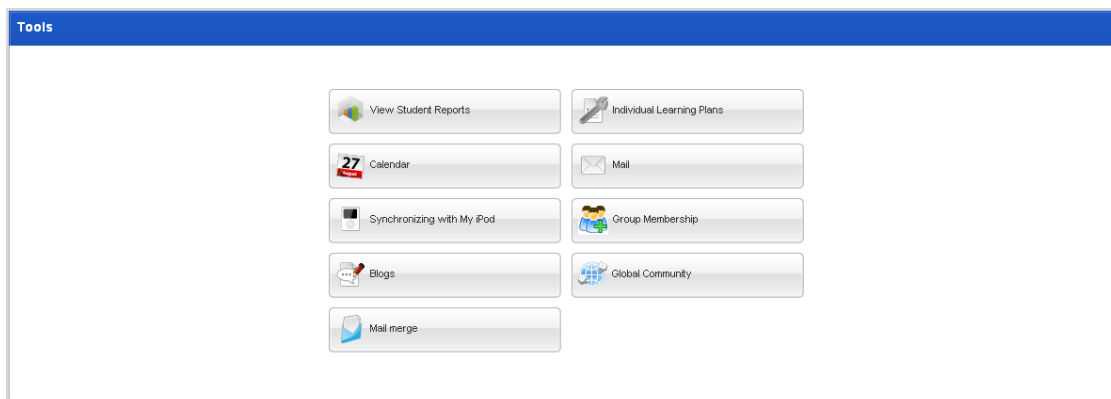 Tools
View Student Reports
Individual Learning Plans
27
August
Calendar
Mail
Synchronizing with My iPod
Group Membership
Blogs
Global Community
Mail merge